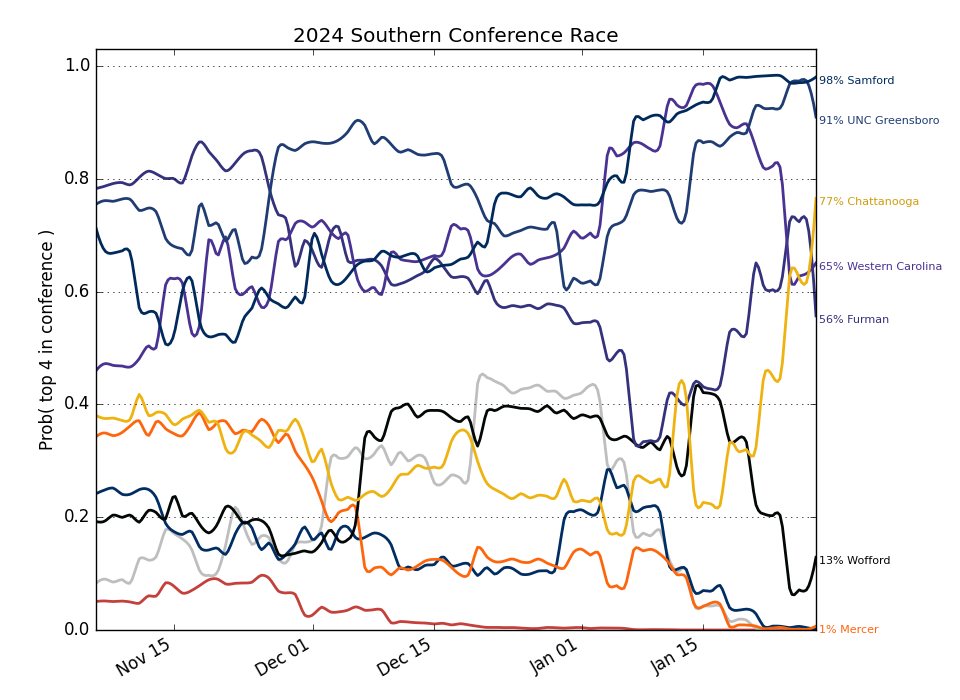 2024 Southern Conference Race
Prob( top 4 in conference )
1.0
0.8
0.6
0.4
0.2
0.0
Nov 15
Dec 01
Dec 15
Jan 01
Jan 15
98% Samford
91% UNC Greensboro
77% Chattanooga
65% Western Carolina
56% Furman
13% Wofford
1% Mercer